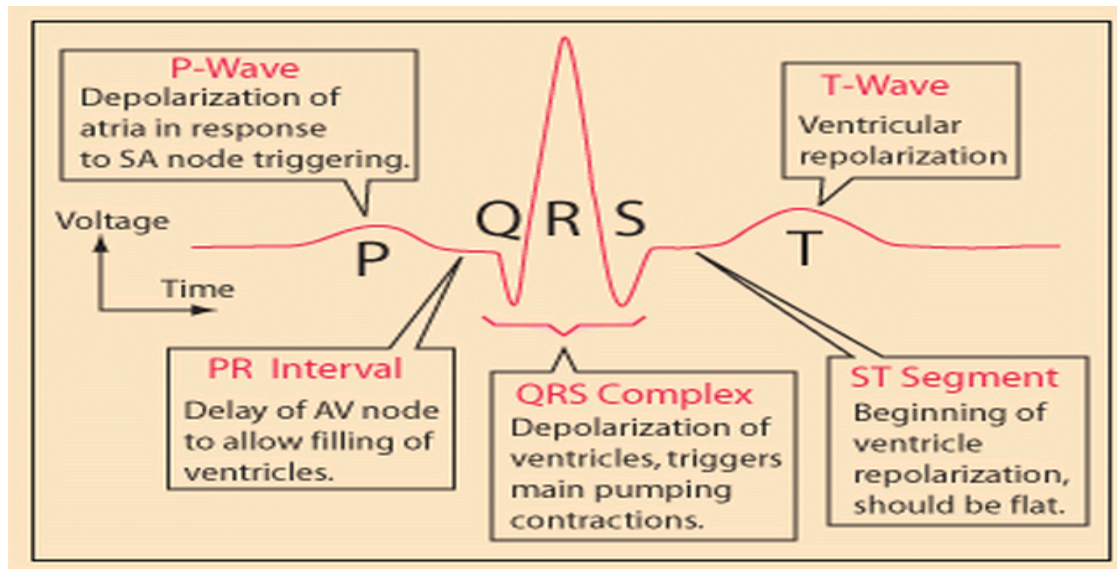 P-Wave
Depolarization of
atria in response
to SA node triggering.
T-Wave
Ventricular
repolarization
Voltage
Time
P
Q R S
T
PR Interval
Delay of AV node
to allow filling of
ventricles.
QRS Complex
Depolarization of
ventricles, triggers
main pumping
contractions.
ST Segment
Beginning of
ventricle
repolarization,
should be flat.